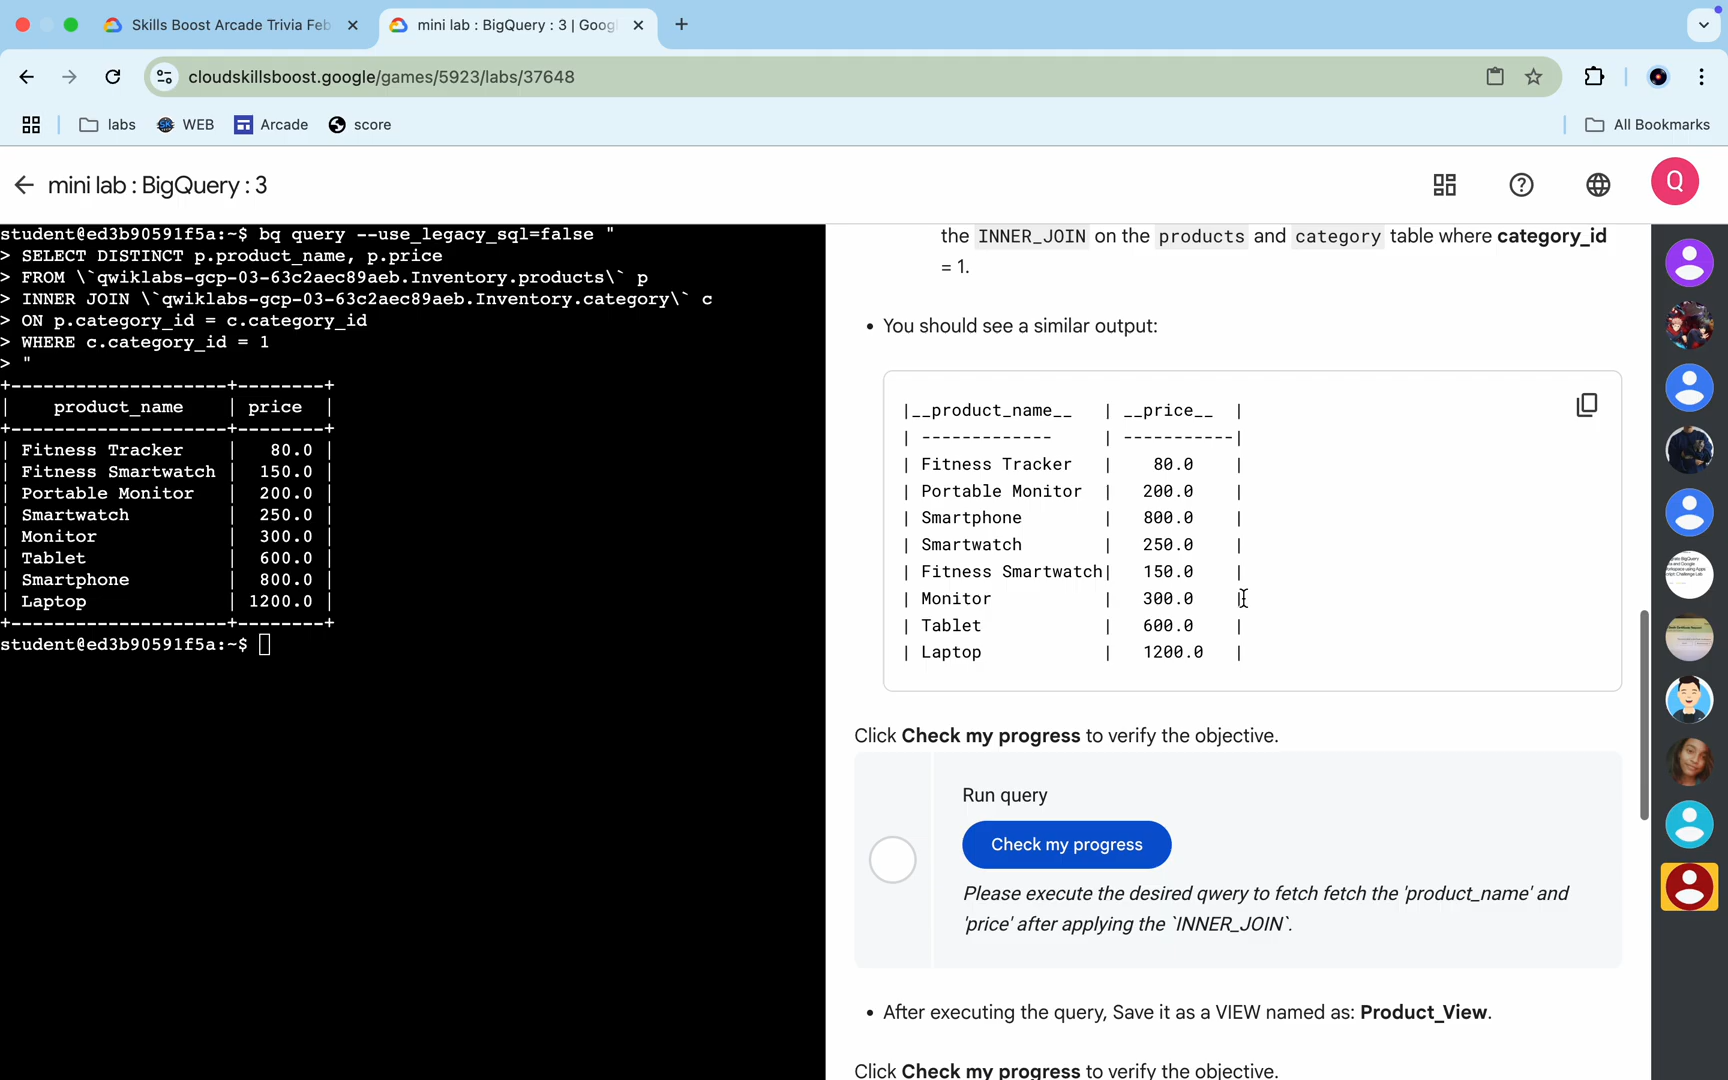 Skills Boost Arcade Trivia Feb
mini lab : BigQuery : 3 | Goog
cloudskillsboost.google/games/5923/labs/37648
labs
WEB
Arcade
score
All Bookmarks
mini lab : BigQuery : 3
Q
student@ed3b90591f5a:~$ bq query --use_legacy_sql=false "
> SELECT DISTINCT p.product_name, p.price
> FROM \`qwiklabs-gcp-03-63c2aec89aeb.Inventory.products\` p
> INNER JOIN \`qwiklabs-gcp-03-63c2aec89aeb.Inventory.category\` c
> ON p.category_id = c.category_id
> WHERE c.category_id = 1
> "
+--------------------+--------+
| product_name | price |
+--------------------+--------+
| Fitness Tracker | 80.0 |
| Fitness Smartwatch | 150.0 |
| Portable Monitor | 200.0 |
| Smartwatch | 250.0 |
| Monitor | 300.0 |
| Tablet | 600.0 |
| Smartphone | 800.0 |
| Laptop | 1200.0 |
+--------------------+--------+
student@ed3b90591f5a:~$
the INNER_JOIN on the products and category table where category_id
= 1.
• You should see a similar output:
|__product_name__ | __price__ |
| ------------- | -----------|
| Fitness Tracker | 80.0 |
| Portable Monitor | 200.0 |
| Smartphone | 800.0 |
| Smartwatch | 250.0 |
| Fitness Smartwatch| 150.0 |
| Monitor | 300.0 |
| Tablet | 600.0 |
| Laptop | 1200.0 |
Click Check my progress to verify the objective.
Run query
Check my progress
Please execute the desired qwery to fetch fetch the 'product_name' and
'price' after applying the `INNER_JOIN`.
• After executing the query, Save it as a VIEW named as: Product_View.
Click Check my progress to verify the objective.